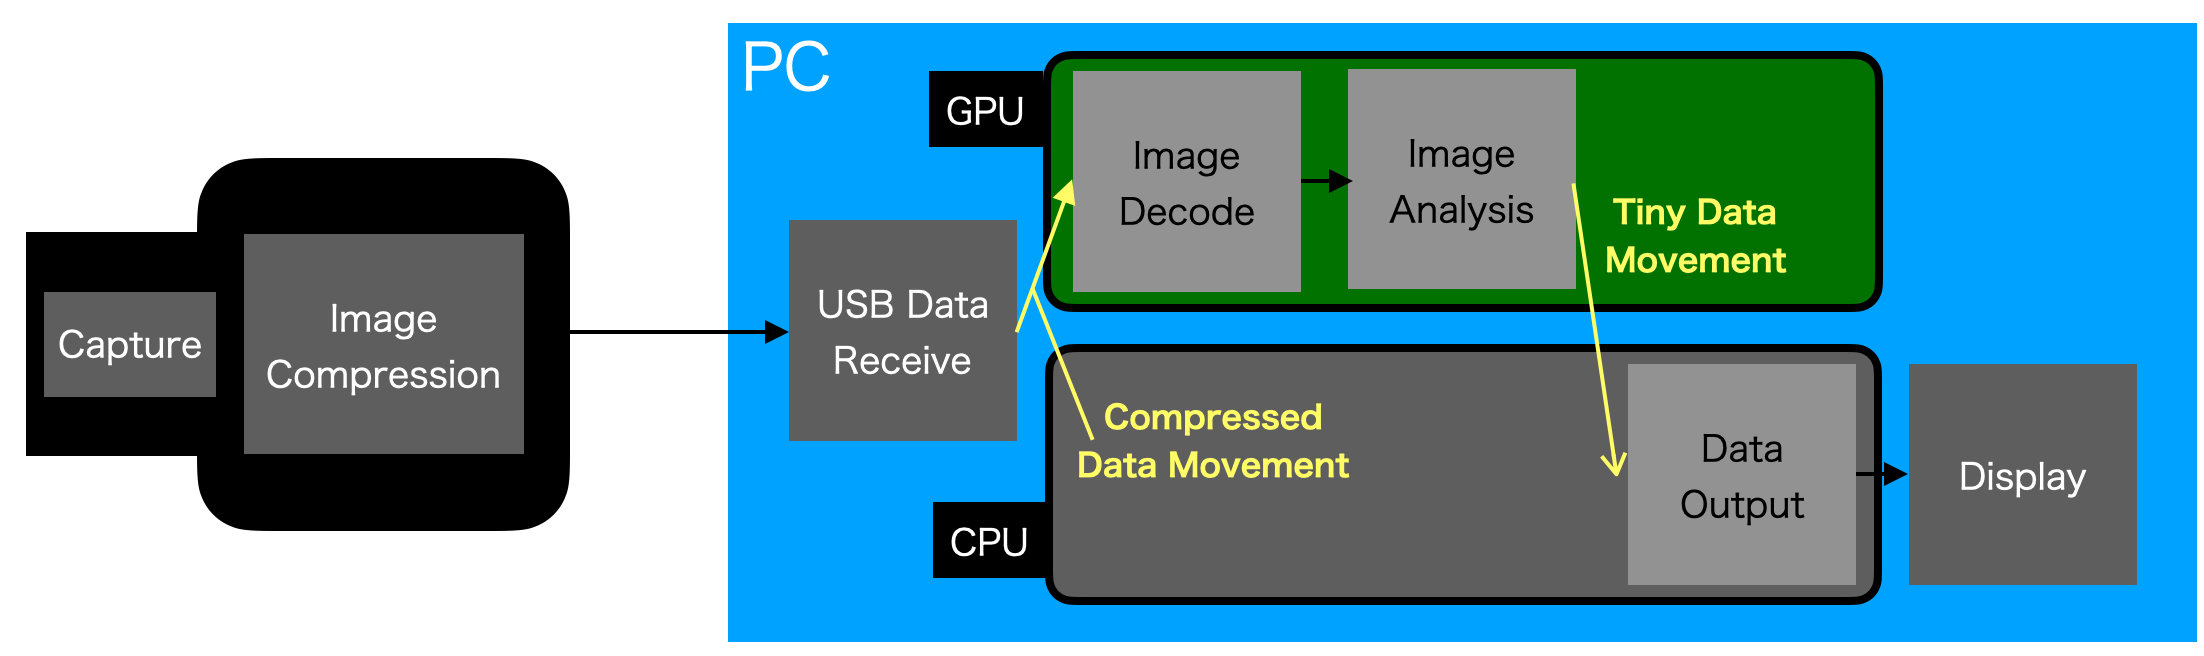 PC
GPU
Image
Decode
Image
Analysis
Tiny Data
Movement
Capture
Image
Compression
USB Data
Receive
Compressed
Data Movement
CPU
Data
Output
Display